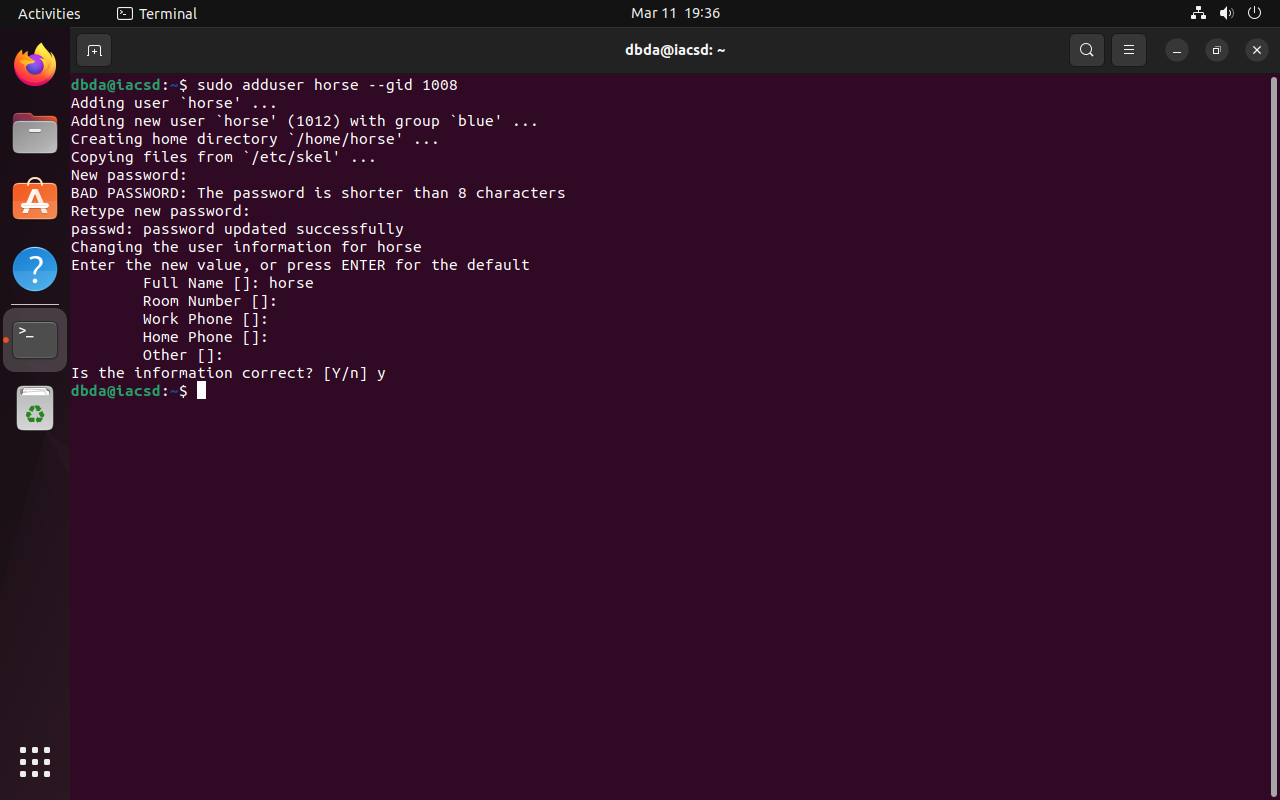 Activities
Terminal
Mar 11 19:36
dbda@iacsd: ~
dbda@iacsd:~$ sudo adduser horse --gid 1008
Adding user `horse' ...
Adding new user `horse' (1012) with group `blue' ...
Creating home directory `/home/horse' ...
Copying files from `/etc/skel' ...
New password:
BAD PASSWORD: The password is shorter than 8 characters
Retype new password:
passwd: password updated successfully
Changing the user information for horse
Enter the new value, or press ENTER for the default
Full Name []: horse
Room Number []:
Work Phone []:
Home Phone []:
Other []:
Is the information correct? [Y/n] y
dbda@iacsd:~$